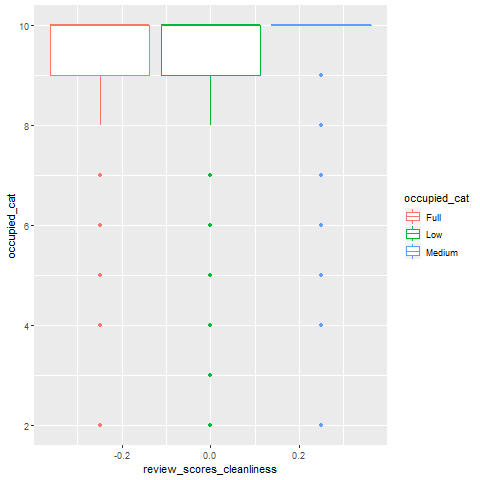 10
8
6
4
2
occupied_cat
-0.2 0.0 0.2
review_scores_cleanliness
occupied_cat
Full
Low
Medium